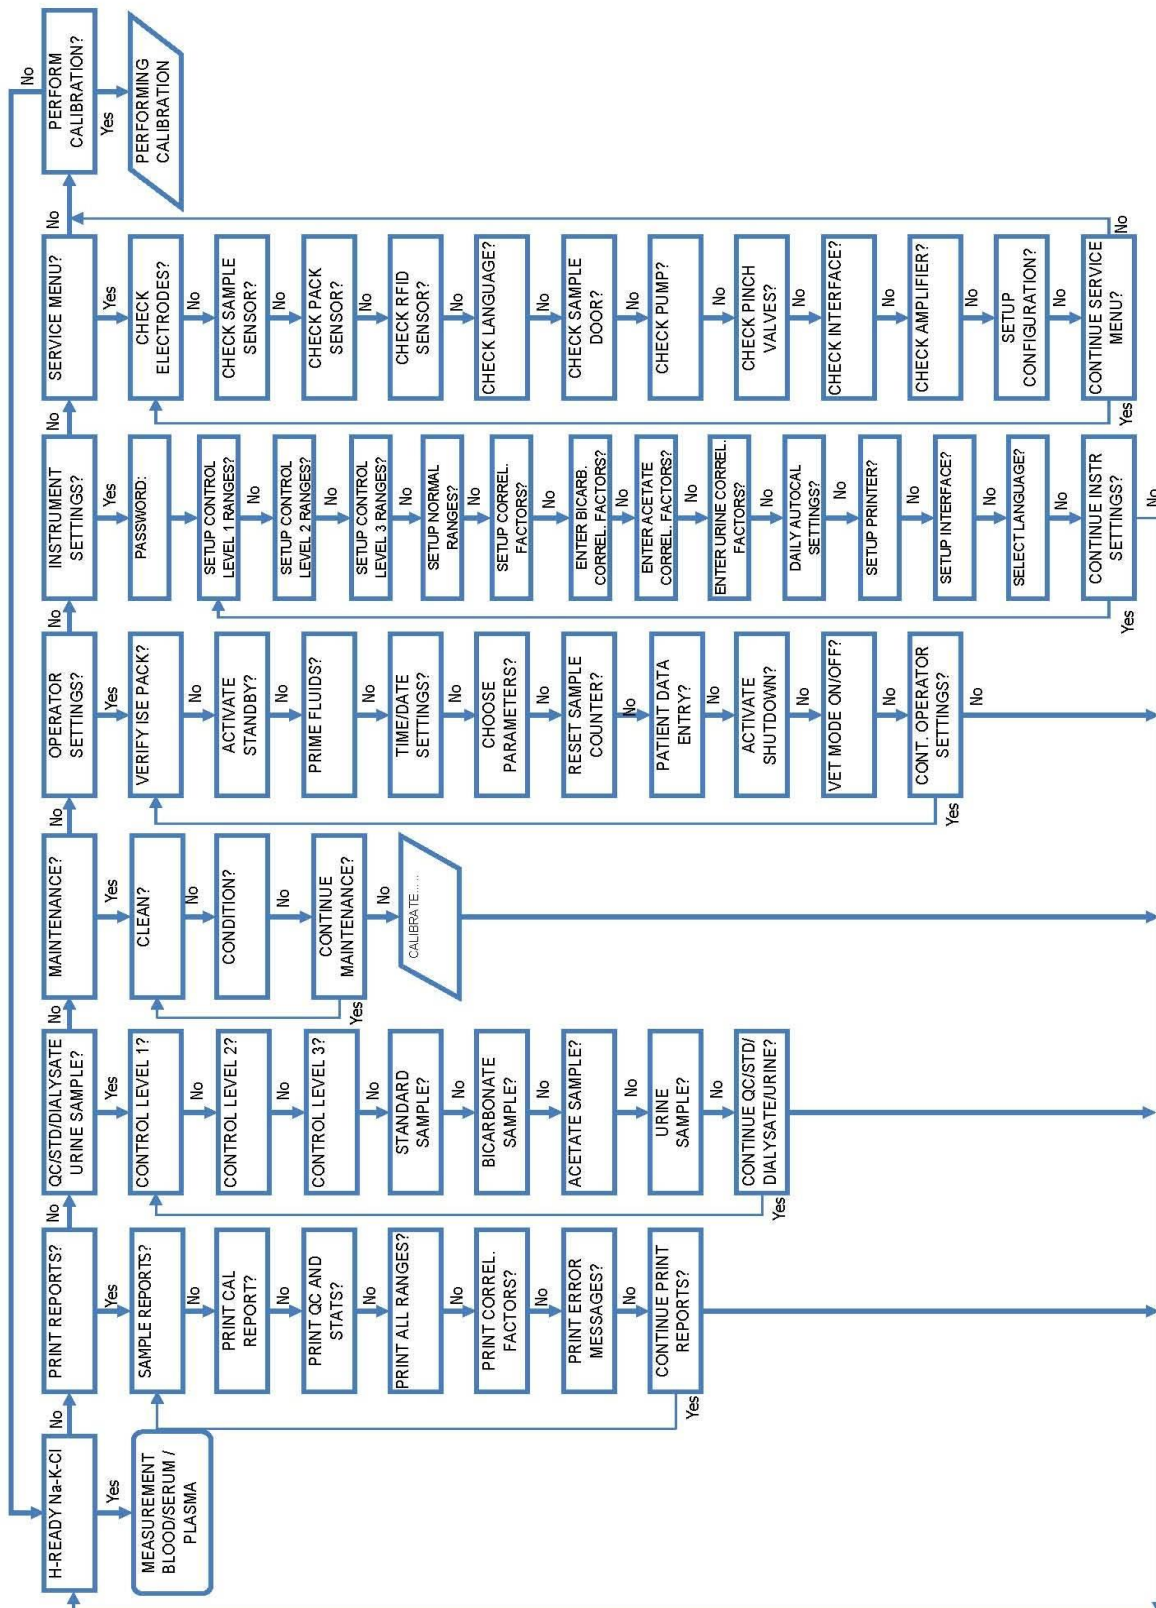 H-READY Na-K-Cl
No
Yes
MEASUREMENT
BLOOD/SERUM /
PLASMA
PRINT REPORTS?
No
Yes
SAMPLE REPORTS?
No
PRINT CAL
REPORT?
No
PRINT QC AND
STATS?
No
PRINT ALL RANGES?
No
PRINT CORREL.
FACTORS?
No
PRINT ERROR
MESSAGES?
No
CONTINUE PRINT
REPORTS?
Yes
QC/STD/DIALYSATE
URINE SAMPLE?
No
Yes
CONTROL LEVEL 1?
No
CONTROL LEVEL 2?
No
CONTROL LEVEL 3?
No
STANDARD
SAMPLE?
No
BICARBONATE
SAMPLE?
No
ACETATE SAMPLE?
No
URINE
SAMPLE?
No
CONTINUE QC/STD/
DIALYSATE/URINE?
Yes
MAINTENANCE?
No
Yes
CLEAN?
No
CONDITION?
No
CONTINUE
MAINTENANCE?
Yes
No
CALIBRATE.....
OPERATOR
SETTINGS?
No
Yes
VERIFY ISE PACK?
No
ACTIVATE
STANDBY?
No
PRIME FLUIDS?
No
TIME/DATE
SETTINGS?
No
CHOOSE
PARAMETERS?
No
RESET SAMPLE
COUNTER?
No
PATIENT DATA
ENTRY?
No
ACTIVATE
SHUTDOWN?
No
VET MODE ON/OFF?
No
CONT. OPERATOR
SETTINGS?
Yes
No
INSTRUMENT
SETTINGS?
No
Yes
PASSWORD:
SETUP CONTROL
LEVEL 1 RANGES?
No
SETUP CONTROL
LEVEL 2 RANGES?
No
SETUP CONTROL
LEVEL 3 RANGES?
No
SETUP NORMAL
RANGES?
No
SETUP CORREL.
FACTORS?
No
ENTER BICARB.
CORREL. FACTORS?
No
ENTER ACETATE
CORREL. FACTORS?
No
ENTER URINE CORREL.
FACTORS?
No
DAILY AUTOCAL
SETTINGS?
No
SETUP PRINTER?
No
SETUP INTERFACE?
No
SELECT LANGUAGE?
No
CONTINUE INSTR
SETTINGS?
Yes
No
SERVICE MENU?
No
Yes
CHECK
ELECTRODES?
No
CHECK SAMPLE
SENSOR?
No
CHECK PACK
SENSOR?
No
CHECK RFID
SENSOR?
No
CHECK LANGUAGE?
No
CHECK SAMPLE
DOOR?
No
CHECK PUMP?
No
CHECK PINCH
VALVES?
No
CHECK INTERFACE?
No
CHECK AMPLIFIER?
No
SETUP
CONFIGURATION?
No
CONTINUE SERVICE
MENU?
Yes
No
PERFORM
CALIBRATION?
No
Yes
PERFORMING
CALIBRATION